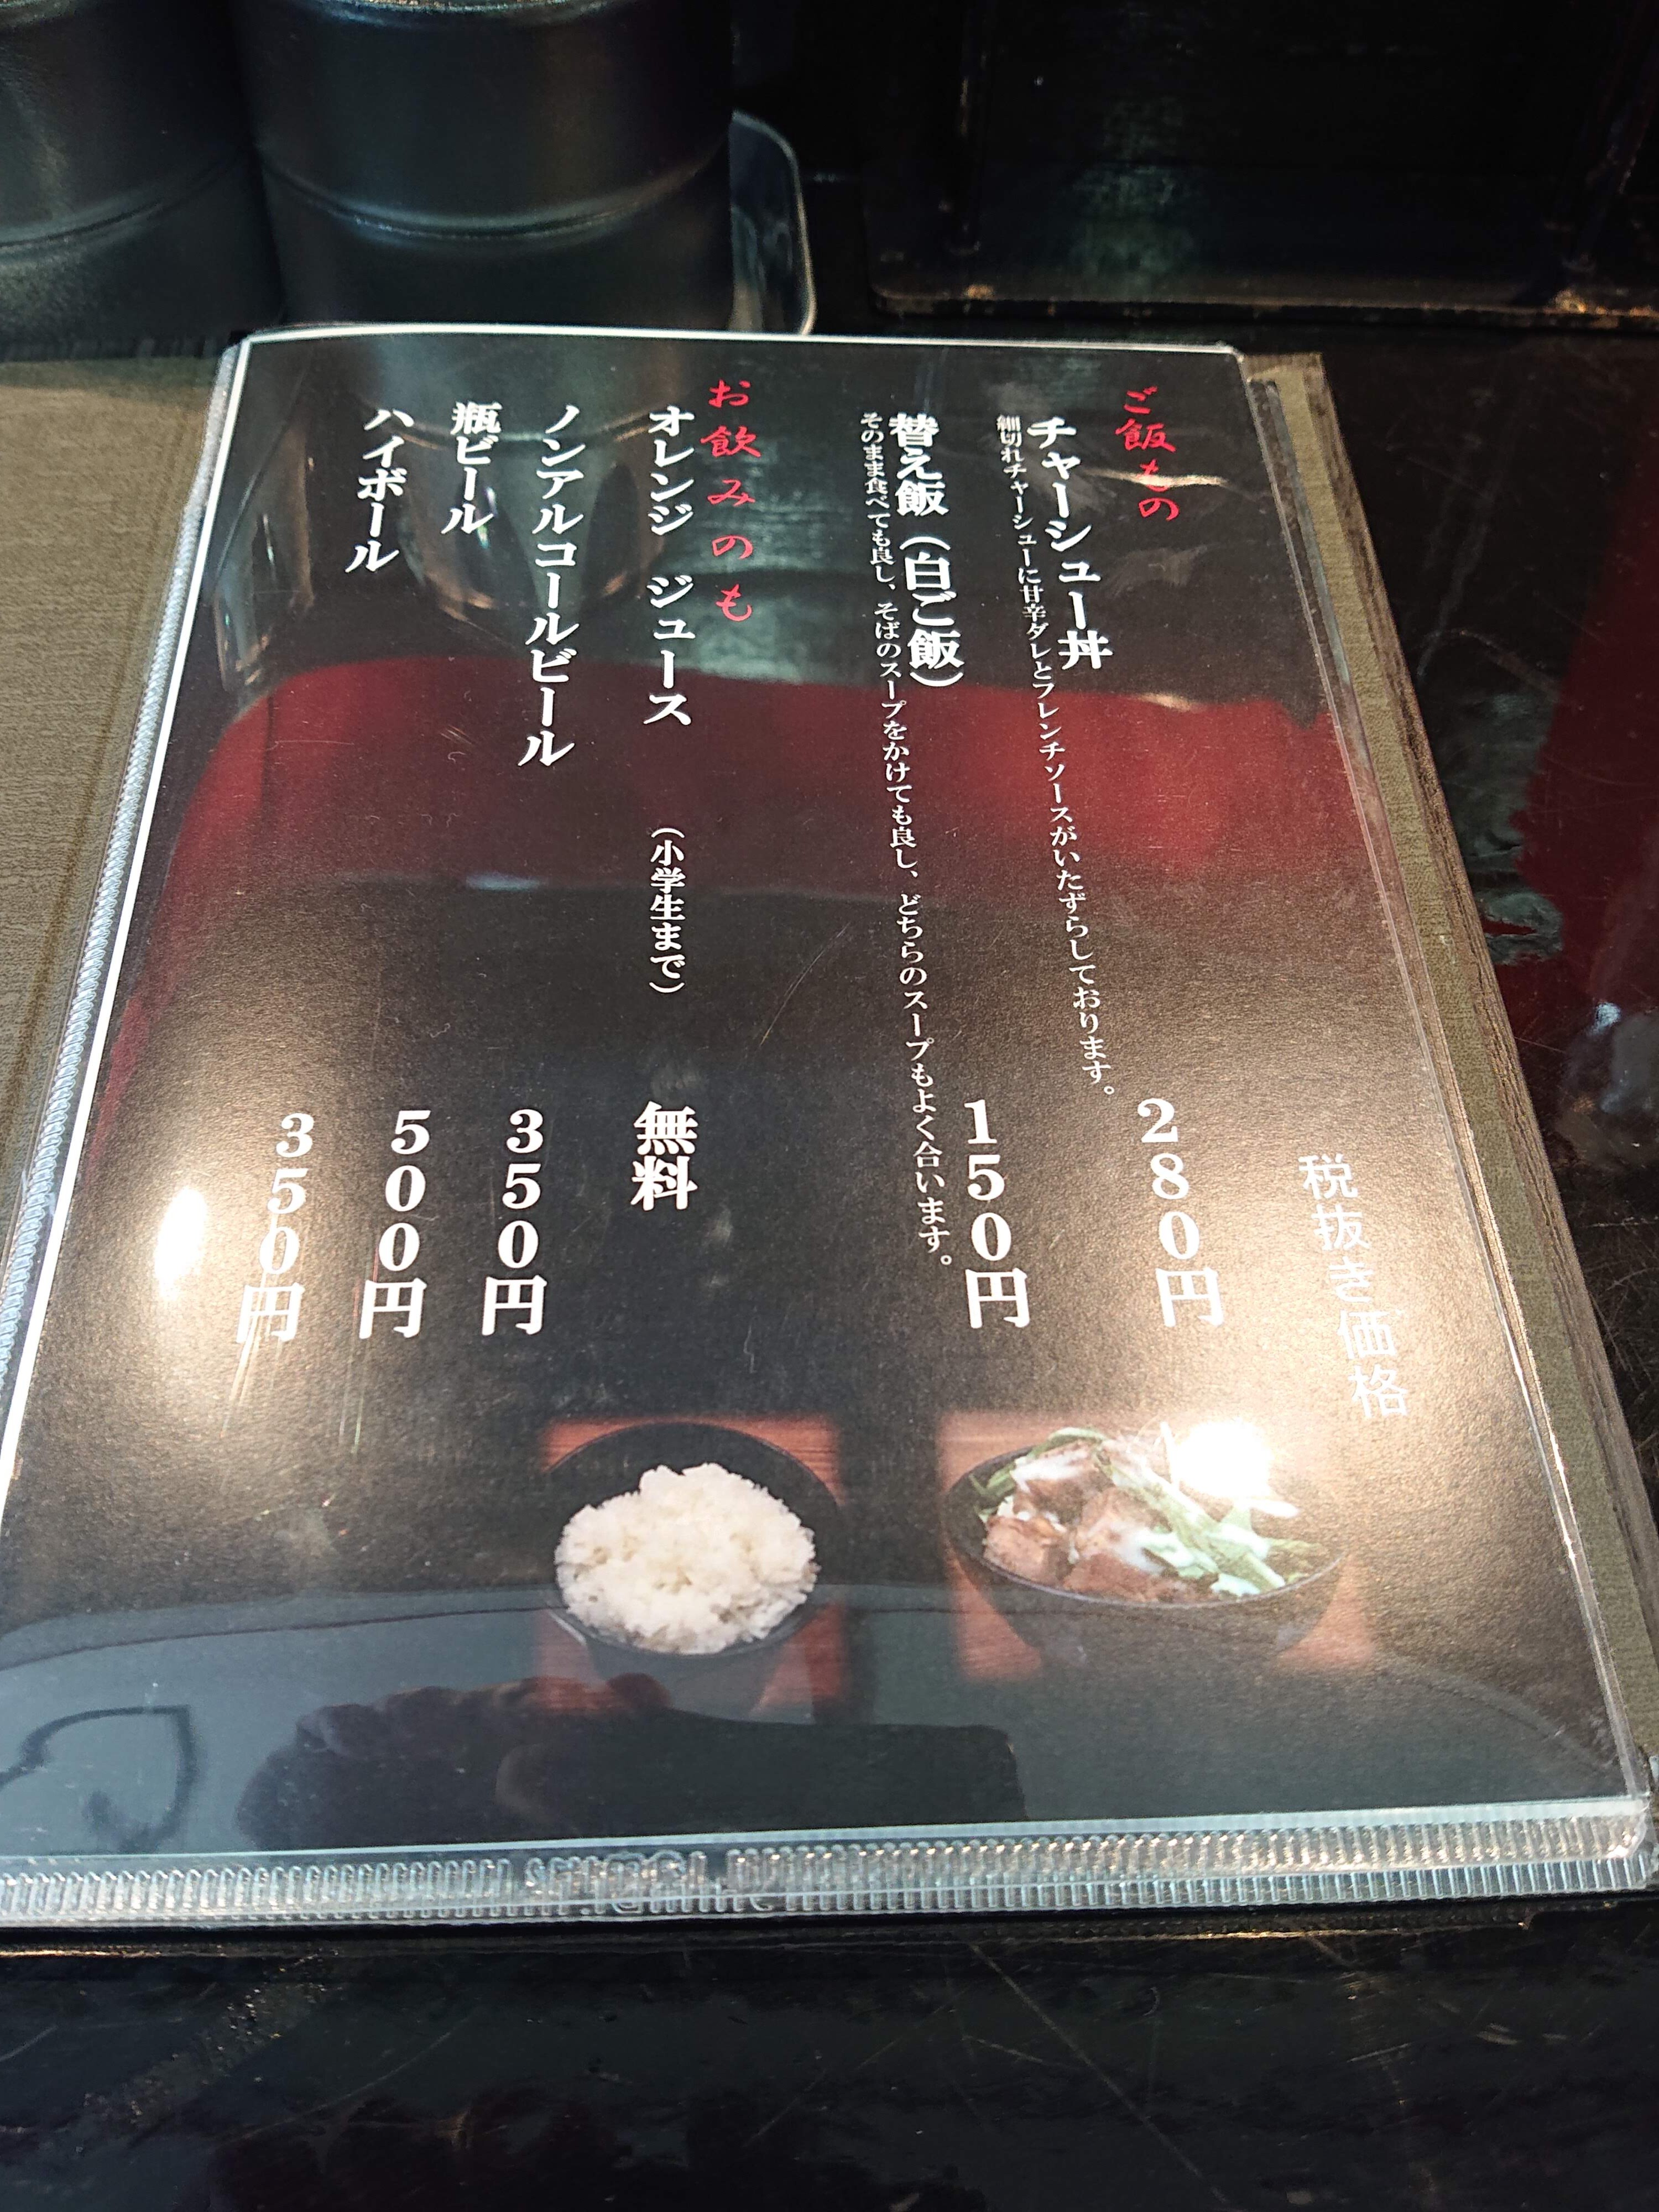 税抜き価格
ご飯もの
チャーシュー丼 280円
細切れチャーシューに甘辛ダレとフレンチソースがいたずらしております。
替え飯（白ご飯） 150円
そのまま食べても良し、そばのスープをかけても良し、どちらのスープもよく合います。
お飲みのも
オレンジ ジュース （小学生まで） 無料
ノンアルコールビール 350円
瓶ビール 500円
ハイボール 350円